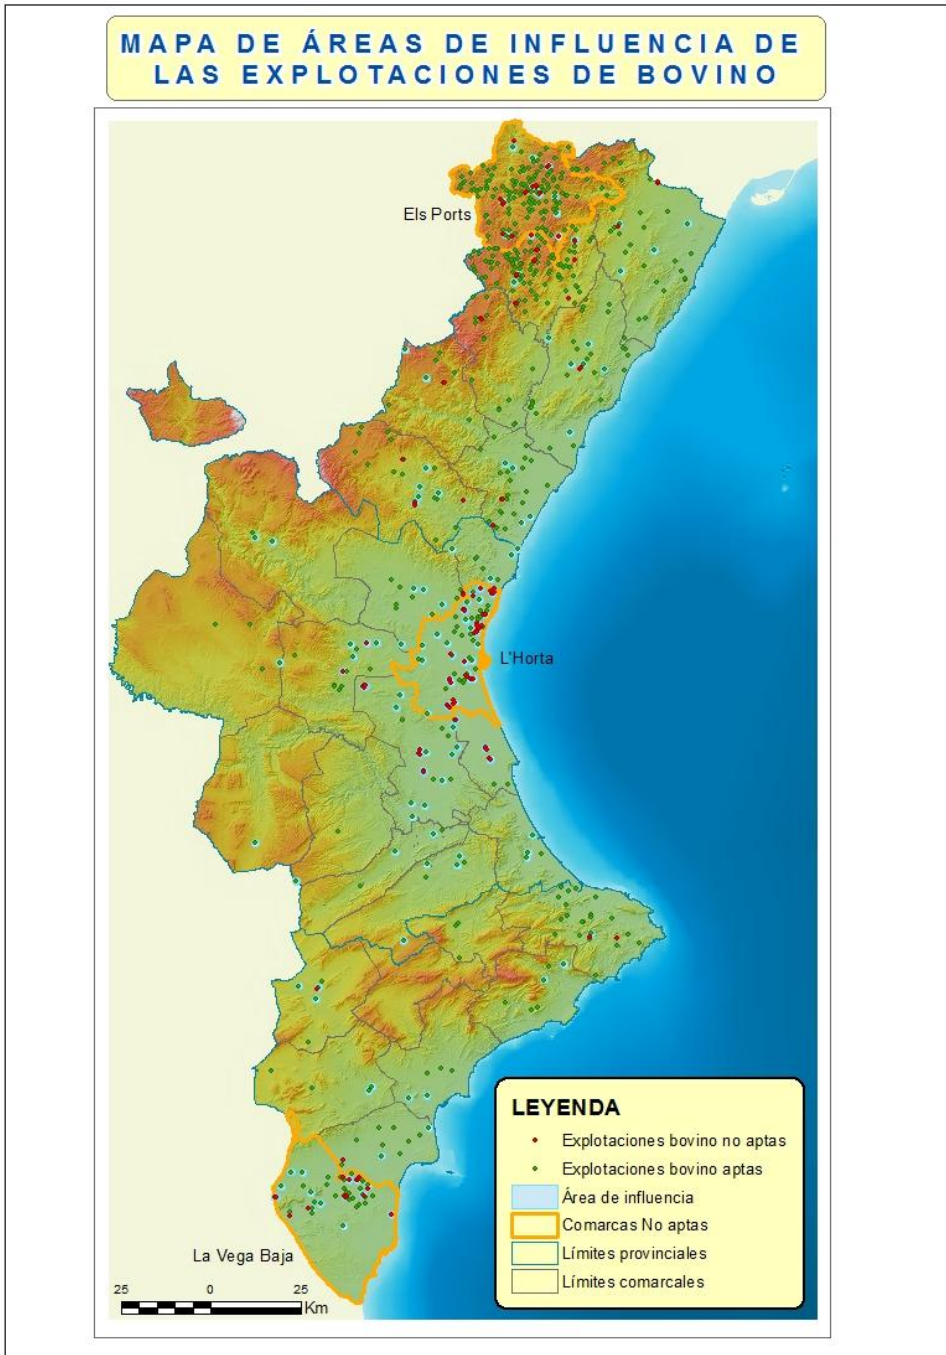 MAPA DE ÁREAS DE INFLUENCIA DE
LAS EXPLOTACIONES DE BOVINO
Els Ports
L'Horta
La Vega Baja
LEYENDA
Explotaciones bovino no aptas
Explotaciones bovino aptas
Área de influencia
Comarcas No aptas
Límites provinciales
Límites comarcales
25 0 25
Km